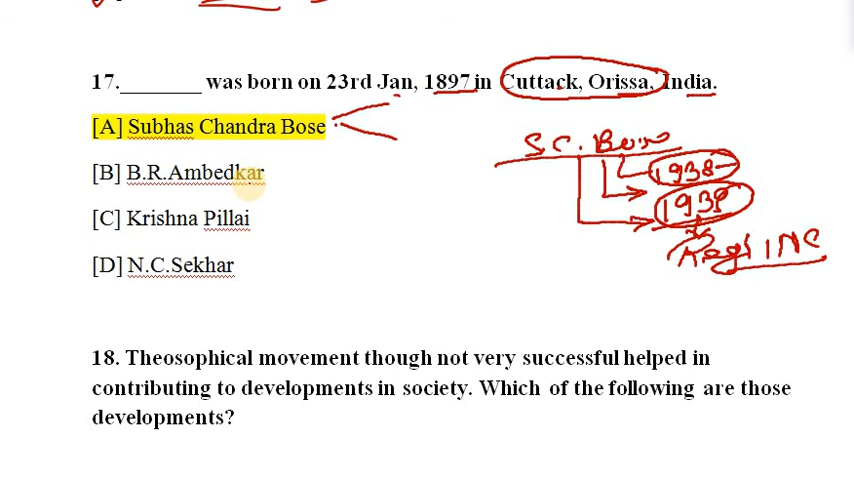 17.________ was born on 23rd Jan, 1897 in Cuttack, Orissa, India.
[A] Subhas Chandra Bose
S.C. Bose
[B] B.R.Ambedkar
1938
1939
[C] Krishna Pillai
INC
[D] N.C.Sekhar
18. Theosophical movement though not very successful helped in
contributing to developments in society. Which of the following are those
developments?